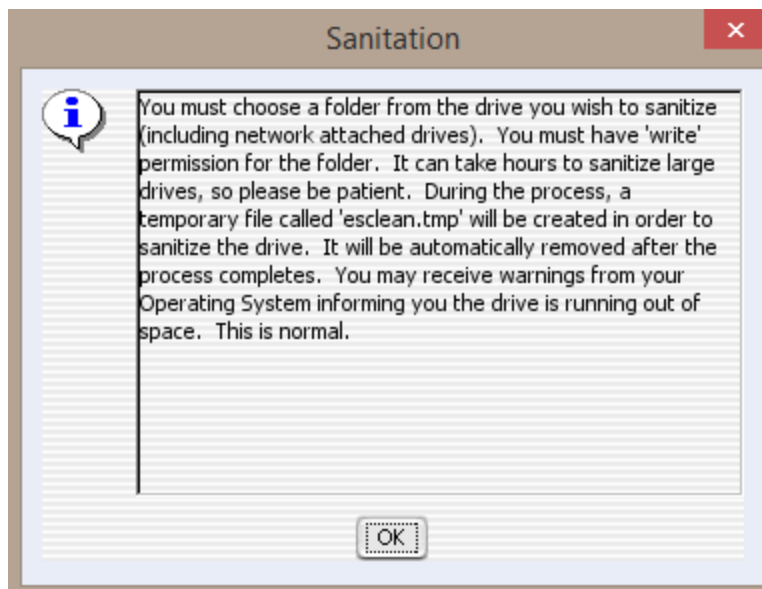 Sanitation
You must choose a folder from the drive you wish to sanitize
(including network attached drives).  You must have 'write'
permission for the folder.  It can take hours to sanitize large
drives, so please be patient.  During the process, a
temporary file called 'esclean.tmp' will be created in order to
sanitize the drive.  It will be automatically removed after the
process completes.  You may receive warnings from your
Operating System informing you the drive is running out of
space.  This is normal.
OK